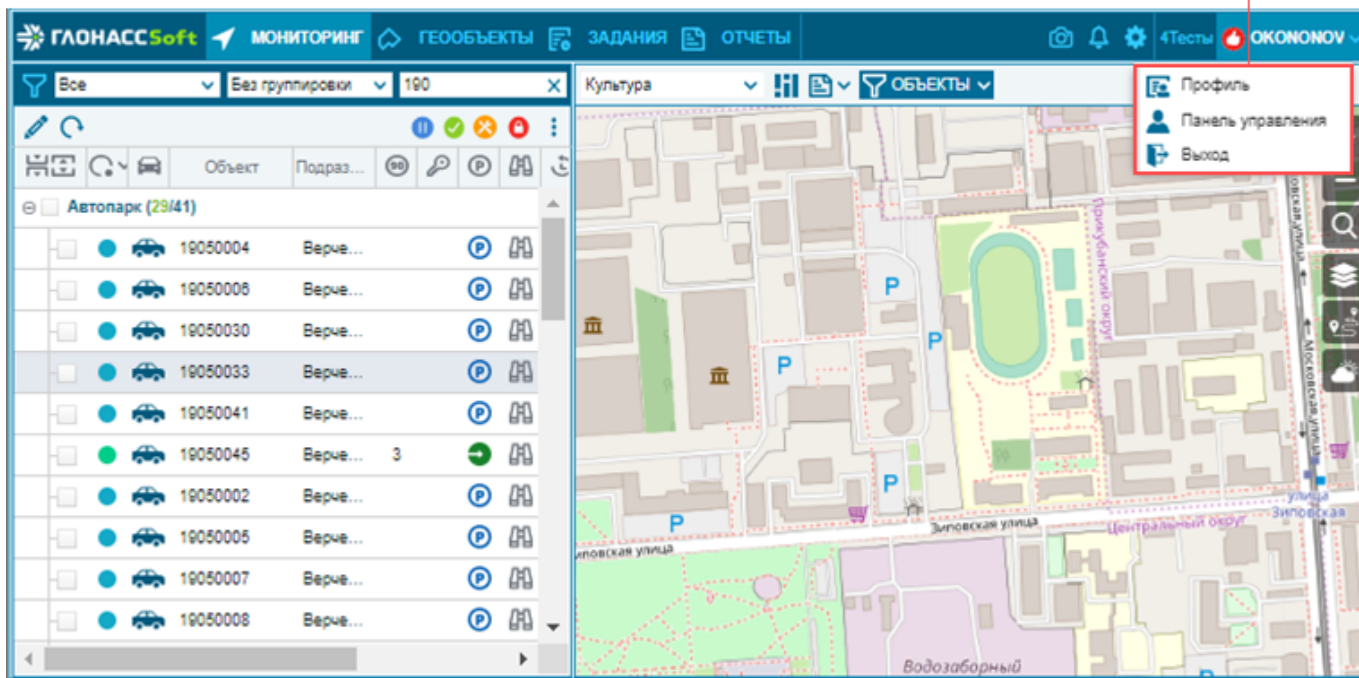 ГЛОНАССSoft МОНИТОРИНГ ГЕООБЪЕКТЫ ЗАДАНИЯ ОТЧЕТЫ 4Тесты OKONONOV
Все Без группировки 190 X Культура ОБЪЕКТЫ
Профиль
Панель управления
Выход
Объект Подраз... 90 P
Автопарк (29/41)
19050004 Верче... P
19050006 Верче... P
19050030 Верче... P
19050033 Верче... P
19050041 Верче... P
19050045 Верче... 3
19050002 Верче... P
19050005 Верче... P
19050007 Верче... P
19050008 Верче... P
Прикубанский округ
P
P
P
P
P
P
Московская улица
улица
Зиповская
Зиповская улица
Центральный округ
Водозаборный